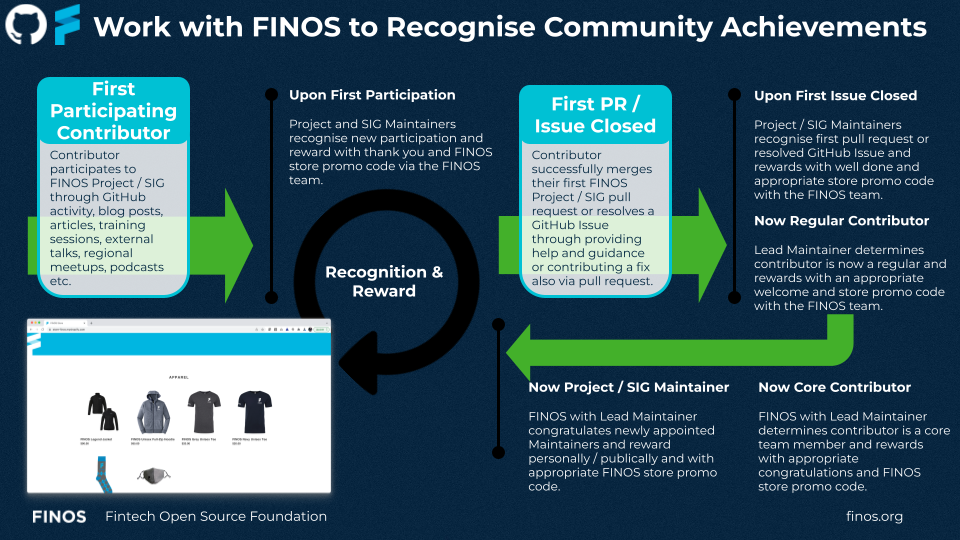 Work with FINOS to Recognise Community Achievements
First
Participating
Contributor
Contributor
participates to
FINOS Project / SIG
through GitHub
activity, blog posts,
articles, training
sessions, external
talks, regional
meetups, podcasts
etc.
Upon First Participation
Project and SIG Maintainers
recognise new participation and
reward with thank you and FINOS
store promo code via the FINOS
team.
Recognition &
Reward
First PR /
Issue Closed
Contributor
successfully merges
their first FINOS
Project / SIG pull
request or resolves a
GitHub Issue
through providing
help and guidance
or contributing a fix
also via pull request.
Upon First Issue Closed
Project / SIG Maintainers
recognise first pull request or
resolved GitHub Issue and
rewards with well done and
appropriate store promo code
with the FINOS team.
Now Regular Contributor
Lead Maintainer determines
contributor is now a regular and
rewards with an appropriate
welcome and store promo code
with the FINOS team.
Now Project / SIG Maintainer
FINOS with Lead Maintainer
congratulates newly appointed
Maintainers and reward
personally / publically and with
appropriate FINOS store promo
code.
Now Core Contributor
FINOS with Lead Maintainer
determines contributor is a core
team member and rewards
with appropriate
congratulations and FINOS
store promo code.
APPAREL
FINOS
Fintech Open Source Foundation
finos.org